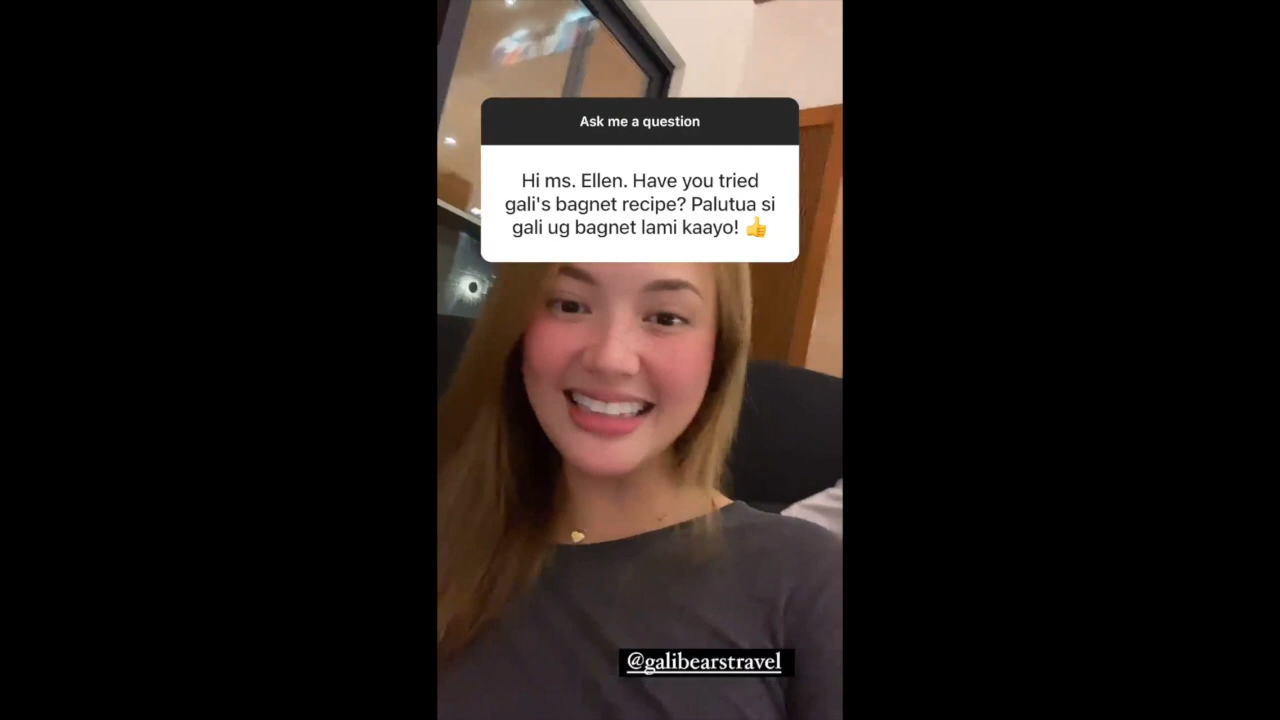 Ask me a question
Hi ms. Ellen. Have you tried
gali's bagnet recipe? Palutua si
gali ug bagnet lami kaayo! 👍
@galibearstravel